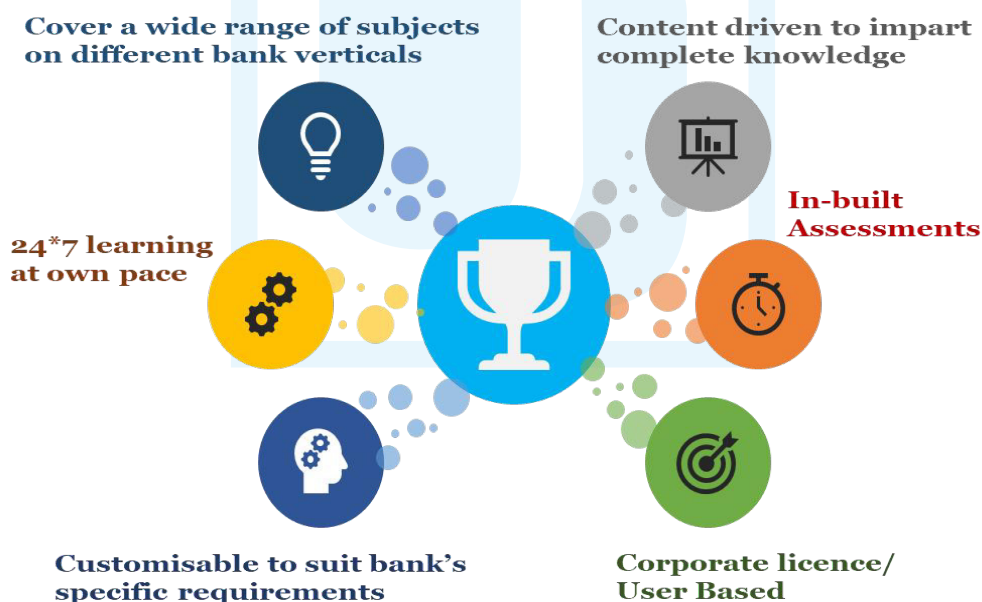 Cover a wide range of subjects
on different bank verticals
Content driven to impart
complete knowledge
In-built
Assessments
24*7 learning
at own pace
Customisable to suit bank’s
specific requirements
Corporate licence/
User Based